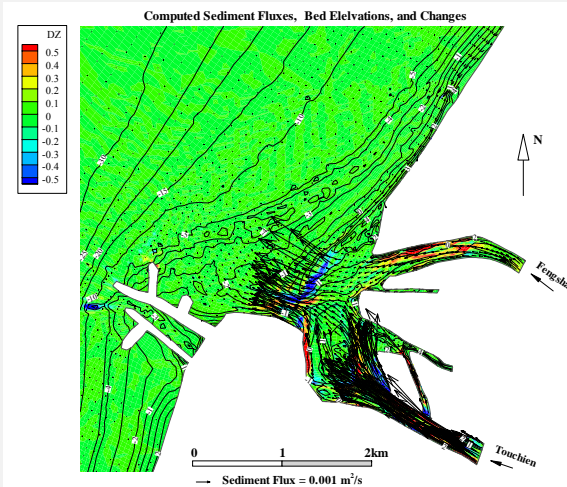 Computed Sediment Fluxes, Bed Elelvations, and Changes
DZ
0.5
0.4
0.3
0.2
0.1
0
-0.1
-0.2
-0.3
-0.4
-0.5
N
Fengsha
Touchien
0 1 2km
Sediment Flux = 0.001 m²/s